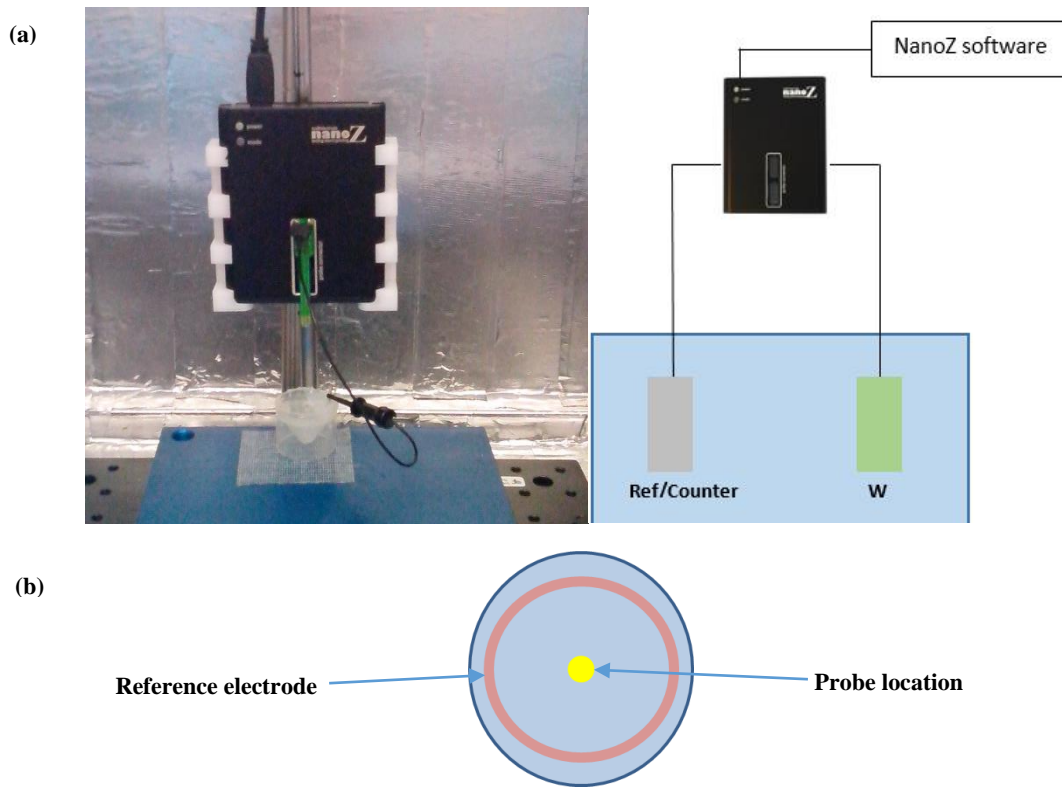 (a)
power
mode
nanoZ
NanoZ software
nanoZ
Ref/Counter
W
(b)
Reference electrode
Probe location